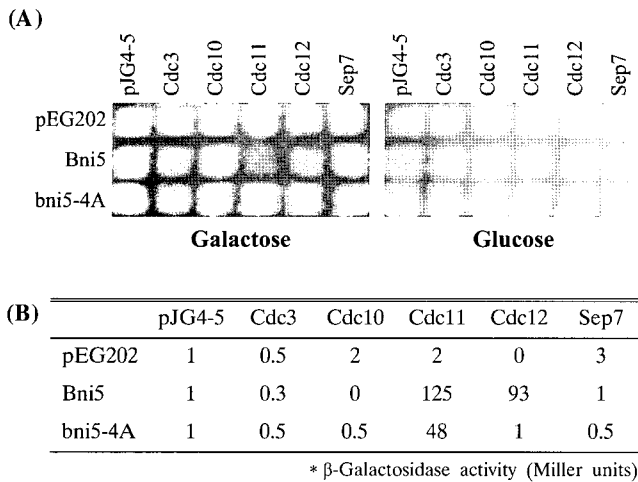 (A)
pJG4-5 Cdc3 Cdc10 Cdc11 Cdc12 Sep7 pJG4-5 Cdc3 Cdc10 Cdc11 Cdc12 Sep7
pEG202
Bni5
bni5-4A
Galactose Glucose
(B)
pJG4-5 Cdc3 Cdc10 Cdc11 Cdc12 Sep7
pEG202 1 0.5 2 2 0 3
Bni5 1 0.3 0 125 93 1
bni5-4A 1 0.5 0.5 48 1 0.5
* β-Galactosidase activity (Miller units)